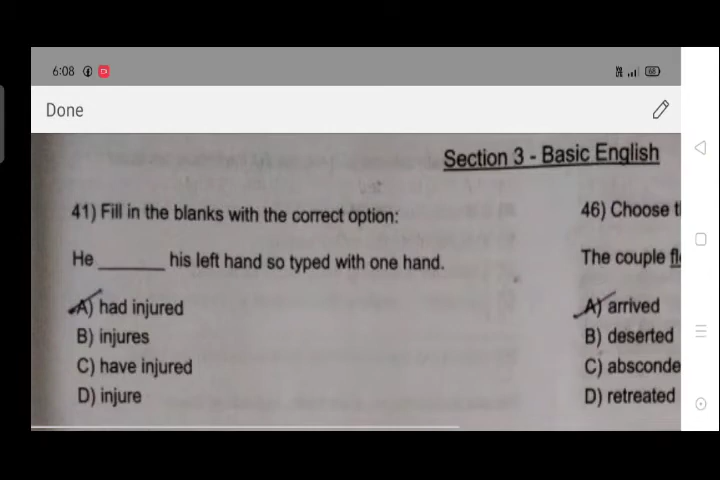 6:08
Done
Section 3 - Basic English
41) Fill in the blanks with the correct option:
He ______ his left hand so typed with one hand.
A) had injured
B) injures
C) have injured
D) injure
46) Choose
The couple
A) arrived
B) deserted
C)
D) retreated